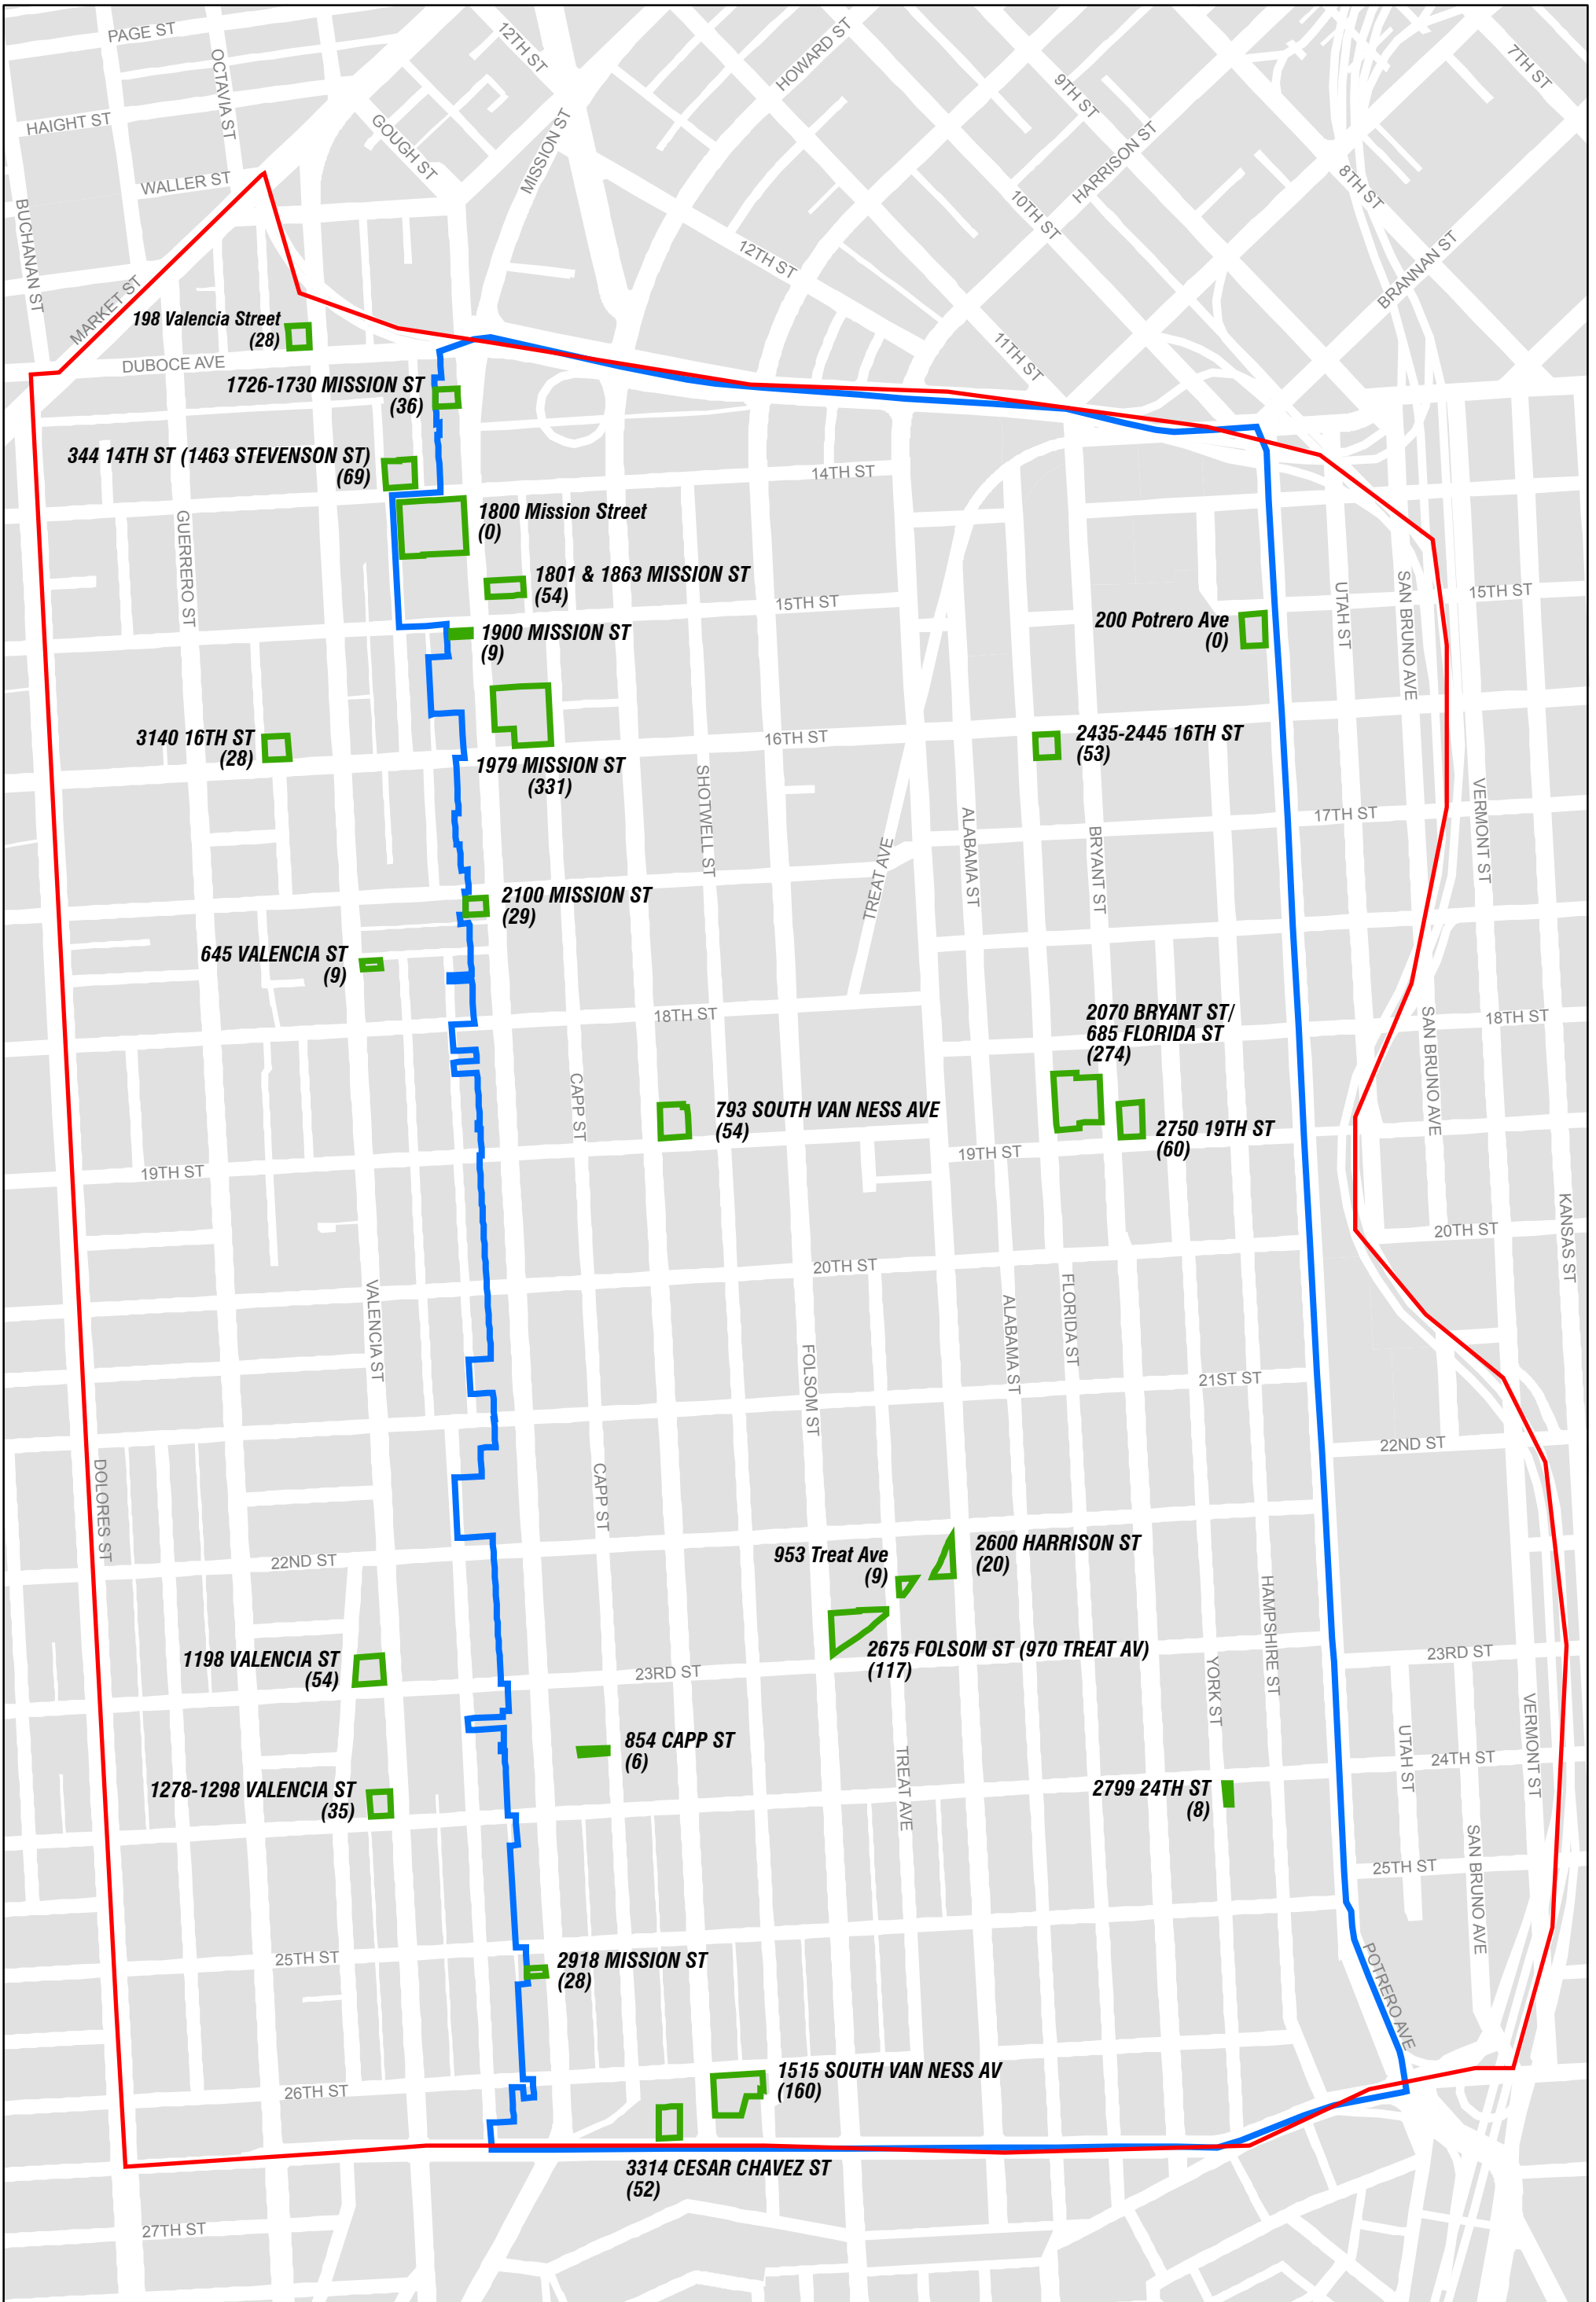 PAGE ST
OCTAVIA ST
12TH ST
HOWARD ST
7TH ST
HAIGHT ST
GOUGH ST
MISSION ST
9TH ST
HARRISON ST
8TH ST
WALLER ST
BUCHANAN ST
10TH ST
12TH ST
BRANNAN ST
MARKET ST
198 Valencia Street
(28)
11TH ST
DUBOCE AVE
1726-1730 MISSION ST
(36)
344 14TH ST (1463 STEVENSON ST)
(69)
14TH ST
GUERRERO ST
1800 Mission Street
(0)
1801 & 1863 MISSION ST
(54)
15TH ST
UTAH ST
SAN BRUNO AVE
15TH ST
1900 MISSION ST
(9)
200 Potrero Ave
(0)
3140 16TH ST
(28)
16TH ST
2435-2445 16TH ST
(53)
1979 MISSION ST
(331)
SHOTWELL ST
TREAT AVE
ALABAMA ST
BRYANT ST
17TH ST
VERMONT ST
2100 MISSION ST
(29)
645 VALENCIA ST
(9)
18TH ST
2070 BRYANT ST/
685 FLORIDA ST
(274)
SAN BRUNO AVE
18TH ST
CAPP ST
793 SOUTH VAN NESS AVE
(54)
2750 19TH ST
(60)
19TH ST
19TH ST
KANSAS ST
20TH ST
20TH ST
VALENCIA ST
FOLSOM ST
ALABAMA ST
FLORIDA ST
21ST ST
22ND ST
DOLORES ST
CAPP ST
22ND ST
953 Treat Ave
(9)
2600 HARRISON ST
(20)
HAMPSHIRE ST
1198 VALENCIA ST
(54)
23RD ST
2675 FOLSOM ST (970 TREAT AV)
(117)
YORK ST
23RD ST
854 CAPP ST
(6)
TREAT AVE
UTAH ST
24TH ST
VERMONT ST
1278-1298 VALENCIA ST
(35)
2799 24TH ST
(8)
25TH ST
SAN BRUNO AVE
25TH ST
2918 MISSION ST
(28)
POTRERO AVE
26TH ST
1515 SOUTH VAN NESS AV
(160)
3314 CESAR CHAVEZ ST
(52)
27TH ST